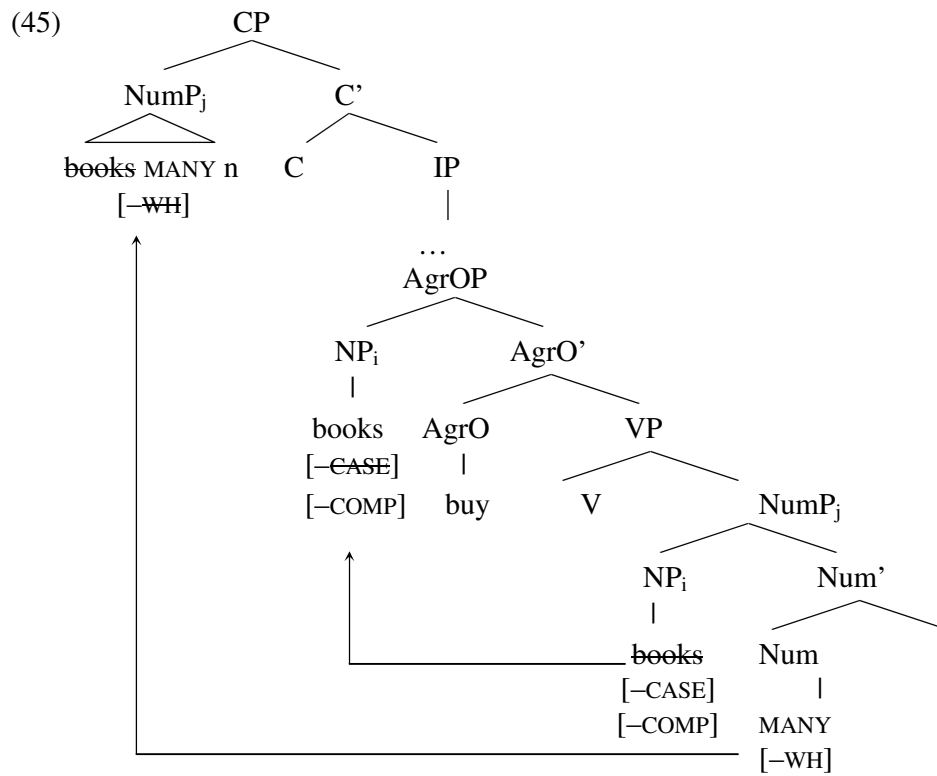 (45) CP
NumPj C’
books MANY n C IP
[–WH]
…
AgrOP
NPi AgrO’
books AgrO VP
[–CASE]
[–COMP] buy V NumPj
NPi Num’
books Num
[–CASE]
[–COMP] MANY
[–WH]